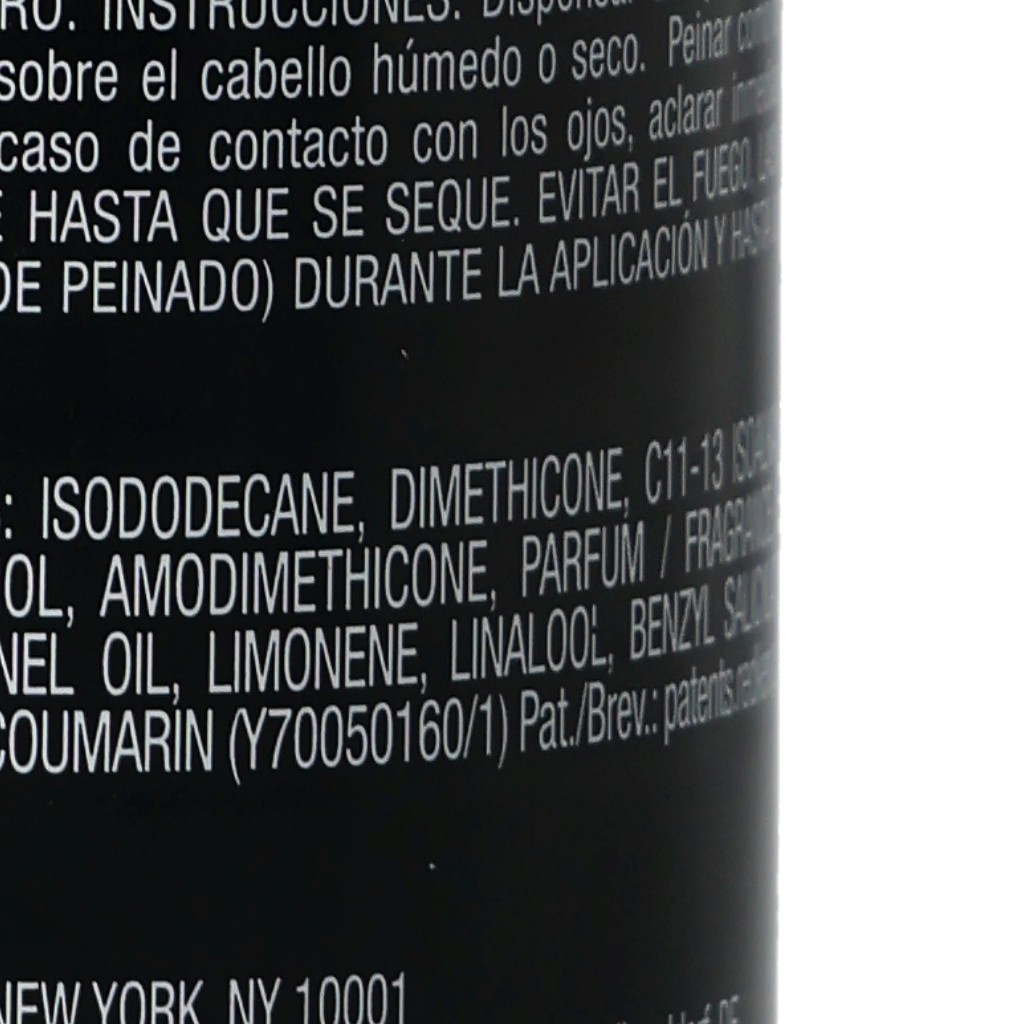 RO. INSTRUCCIONES: Dispensar
sobre el cabello húmedo o seco. Peinar
caso de contacto con los ojos, aclarar
HASTA QUE SE SEQUE. EVITAR EL FUEGO,
DE PEINADO) DURANTE LA APLICACIÓN Y
: ISODODECANE, DIMETHICONE, C11-13
OL, AMODIMETHICONE, PARFUM / FRAGRANCE
NEL OIL, LIMONENE, LINALOOL, BENZYL
COUMARIN (Y70050160/1) Pat./Brev.:
NEW YORK, NY 10001